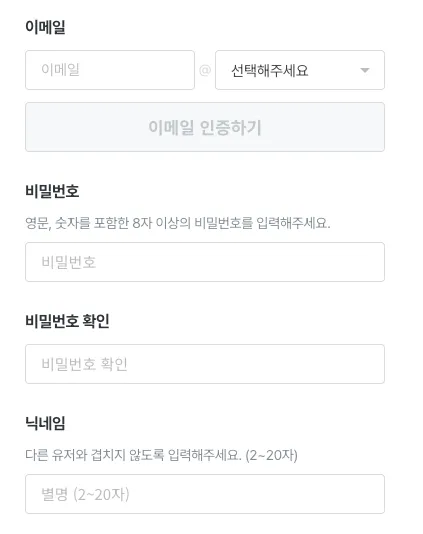 이메일
이메일 @ 선택해주세요
이메일 인증하기
비밀번호
영문, 숫자를 포함한 8자 이상의 비밀번호를 입력해주세요.
비밀번호
비밀번호 확인
비밀번호 확인
닉네임
다른 유저와 겹치지 않도록 입력해주세요. (2~20자)
별명 (2~20자)